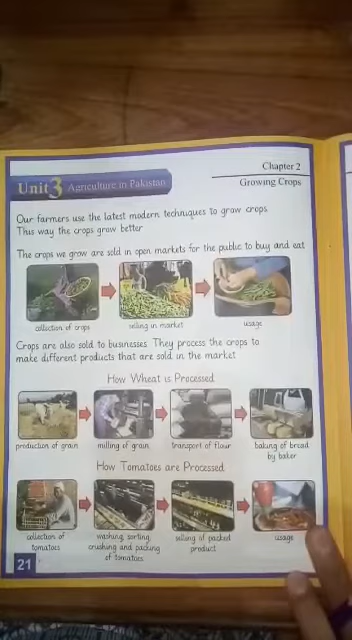 Chapter 2
Unit 3 Agriculture in Pakistan
Growing Crops
Our farmers use the latest modern techniques to grow crops
This way the crops grow better
The crops we grow are sold in open markets for the public to buy and eat
collection of crops
selling in market
usage
Crops are also sold to businesses They process the crops to
make different products that are sold in the market
How Wheat is Processed
production of grain
milling of grain
transport of flour
baking of bread
by baker
How Tomatoes are Processed
collection of
tomatoes
washing, sorting,
crushing and packing
of tomatoes
selling of packed
product
usage
21